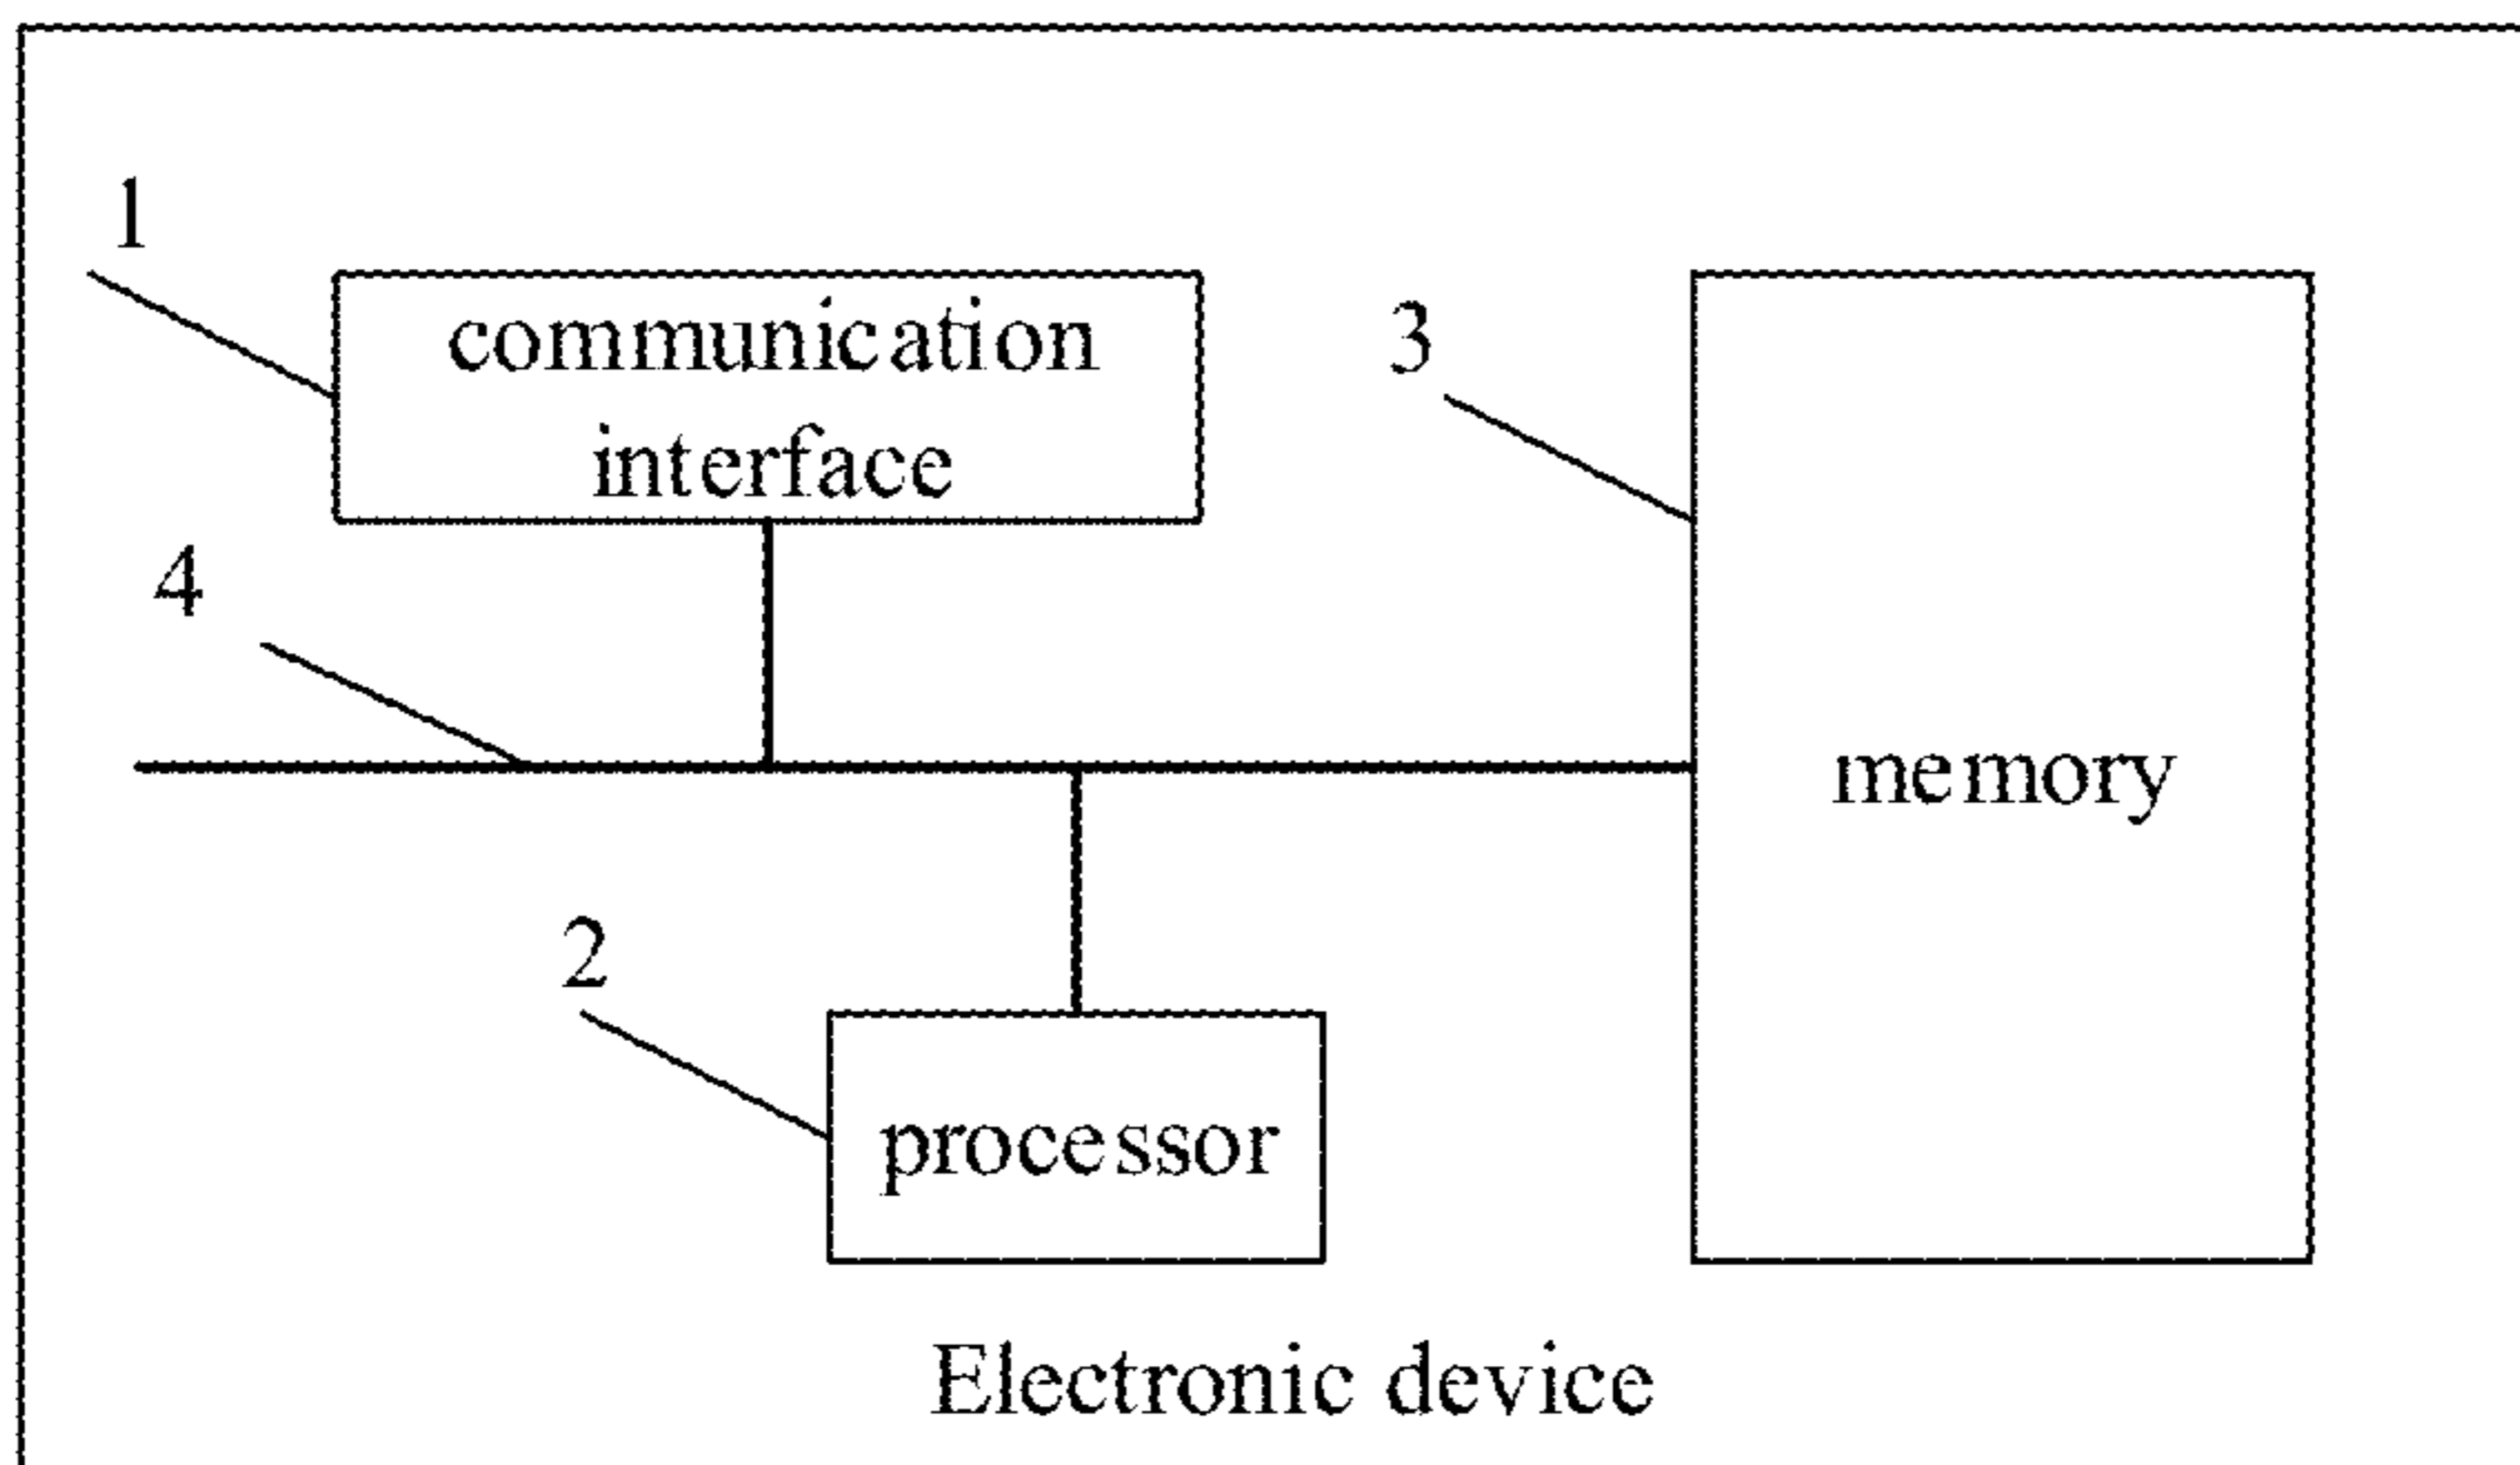 1
communication
interface
3
4
memory
2
processor
Electronic device